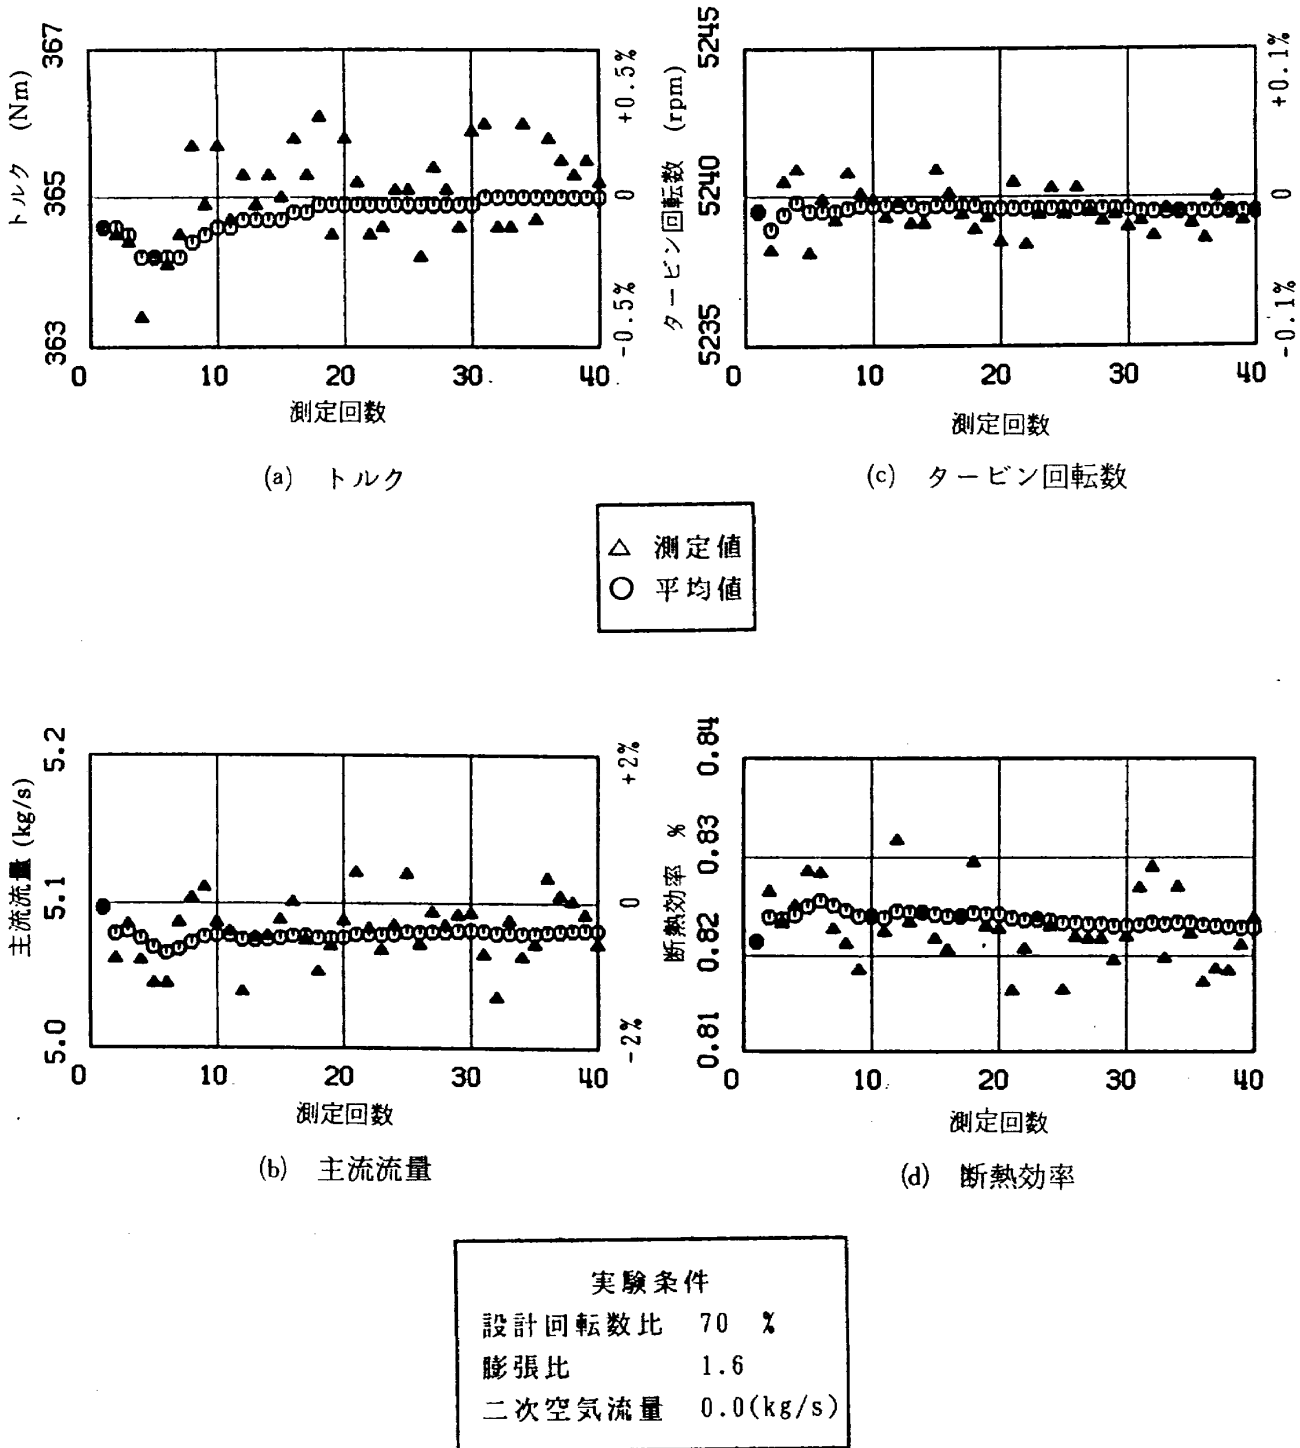 367
365
363
トルク (Nm)
+0.5%
0
-0.5%
0 10 20 30 40
測定回数
(a) トルク
5245
5240
5235
タービン回転数 (rpm)
+0.1%
0
-0.1%
0 10 20 30 40
測定回数
(c) タービン回転数
△ 測定値
○ 平均値
5.2
5.1
5.0
主流流量 (kg/s)
+2%
0
-2%
0 10 20 30 40
測定回数
(b) 主流流量
0.84
0.83
0.82
0.81
断熱効率 %
0 10 20 30 40
測定回数
(d) 断熱効率
実験条件
設計回転数比 70 %
膨張比 1.6
二次空気流量 0.0(kg/s)